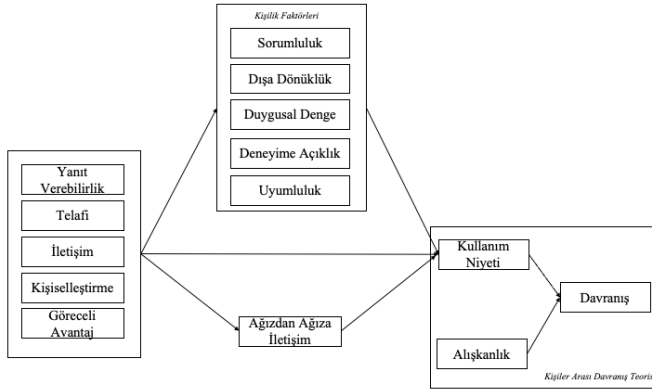 Kişilik Faktörleri
Sorumluluk
Dışa Dönüklük
Duygusal Denge
Deneyime Açıklık
Uyumluluk
Yanıt
Verebilirlik
Telafi
İletişim
Kişiselleştirme
Göreceli
Avantaj
Ağızdan Ağıza
İletişim
Kullanım
Niyeti
Davranış
Alışkanlık
Kişiler Arası Davranış Teorisi